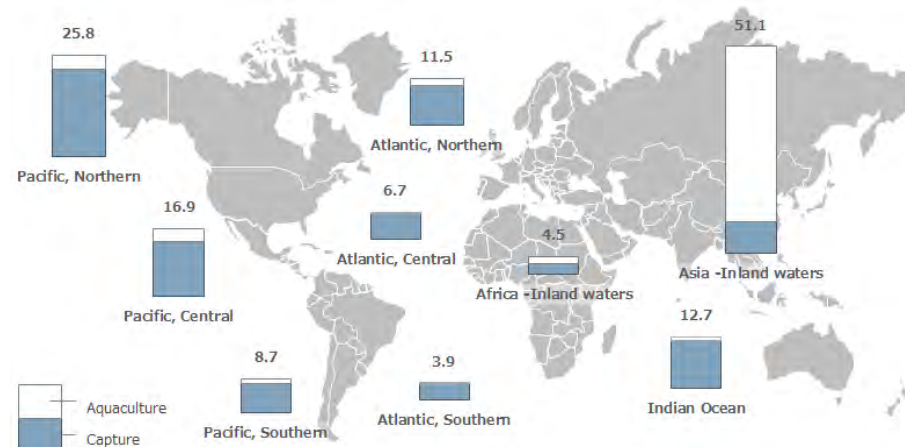 25.8
Pacific, Northern
11.5
Atlantic, Northern
51.1
Asia -Inland waters
16.9
Pacific, Central
6.7
Atlantic, Central
4.5
Africa -Inland waters
12.7
Indian Ocean
8.7
Pacific, Southern
3.9
Atlantic, Southern
Aquaculture
Capture